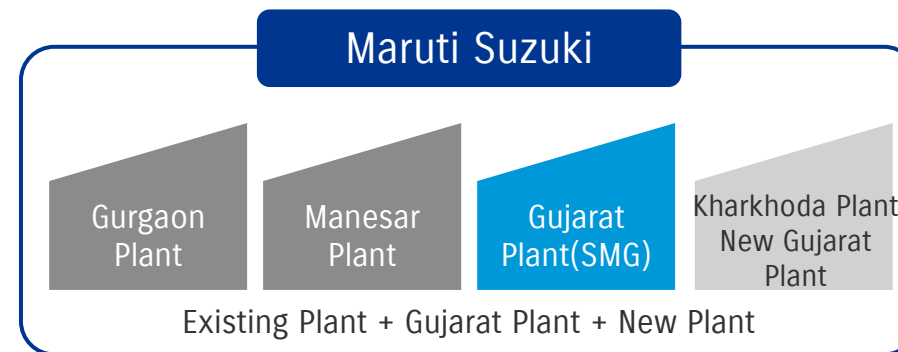 Maruti Suzuki
Gurgaon
Plant
Manesar
Plant
Gujarat
Plant(SMG)
Kharkhoda Plant
New Gujarat
Plant
Existing Plant + Gujarat Plant + New Plant